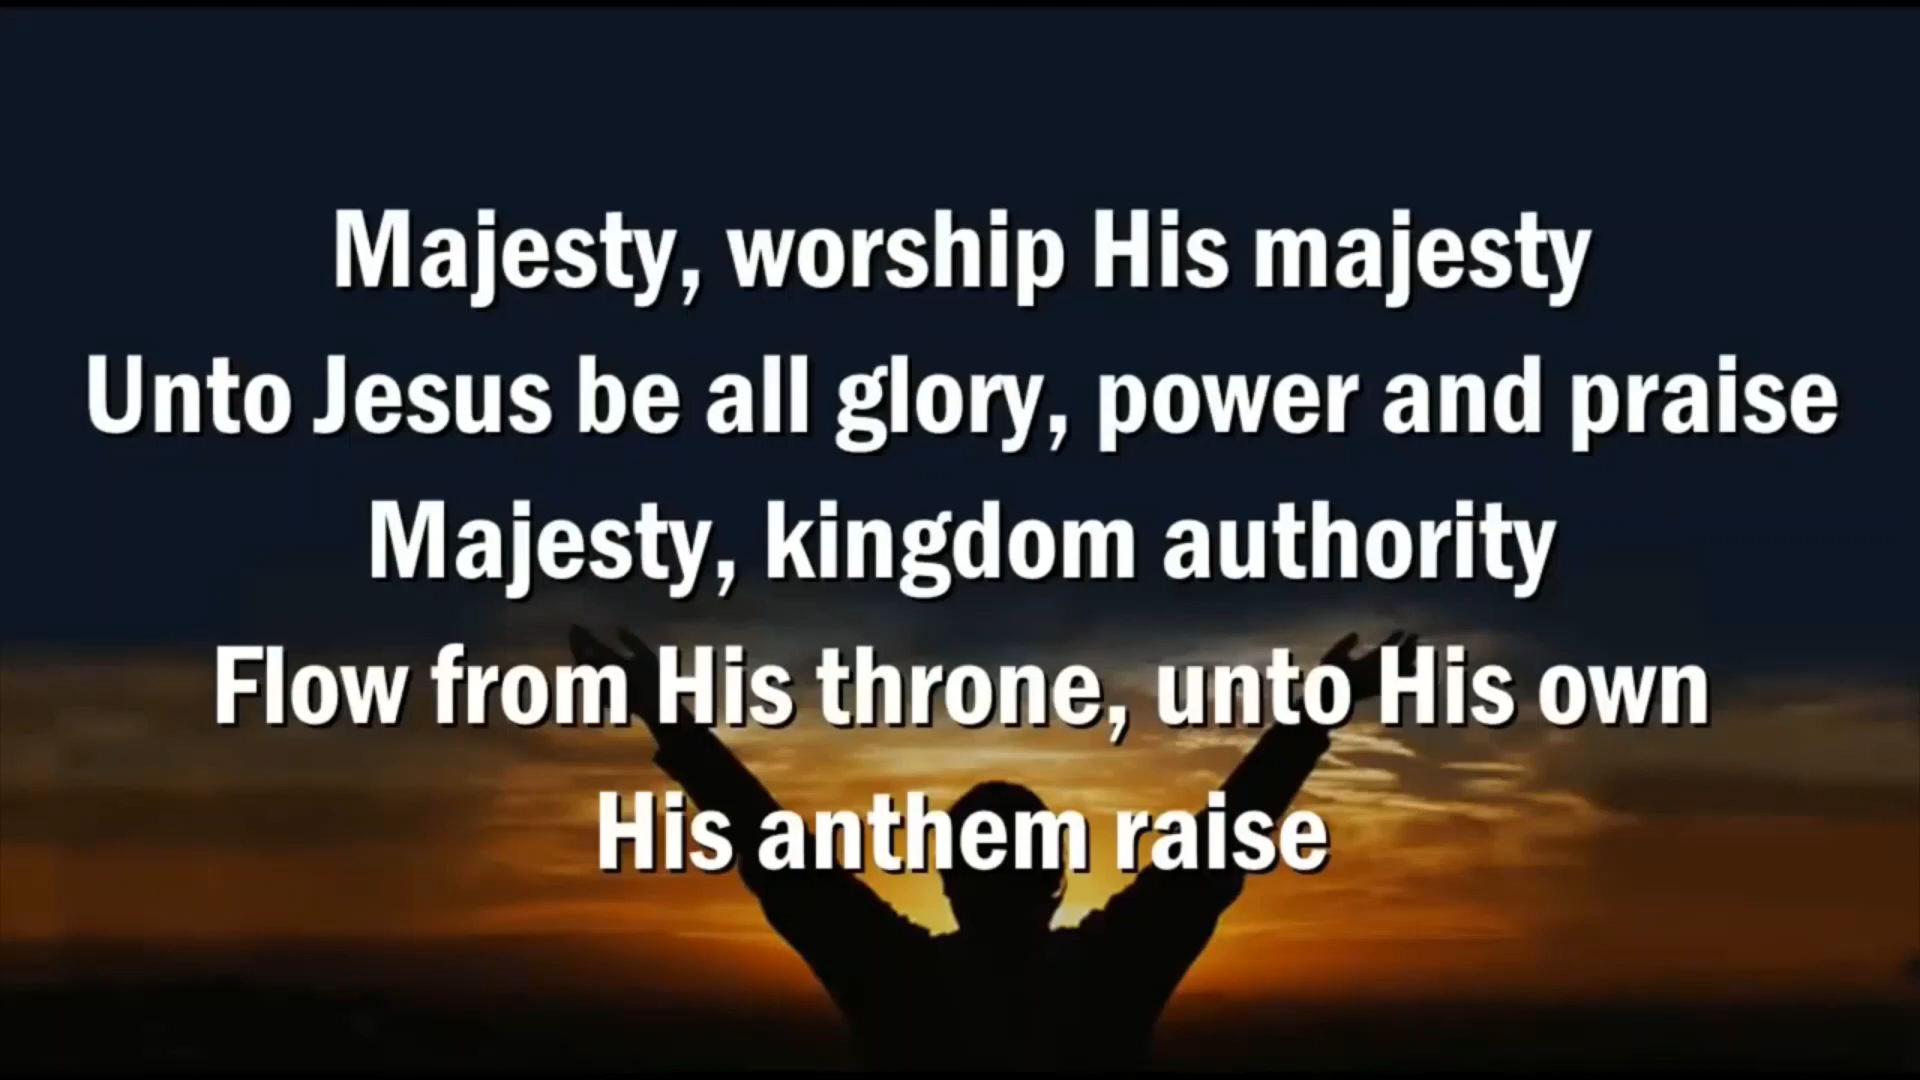 Majesty, worship His majesty
Unto Jesus be all glory, power and praise
Majesty, kingdom authority
Flow from His throne, unto His own
His anthem raise